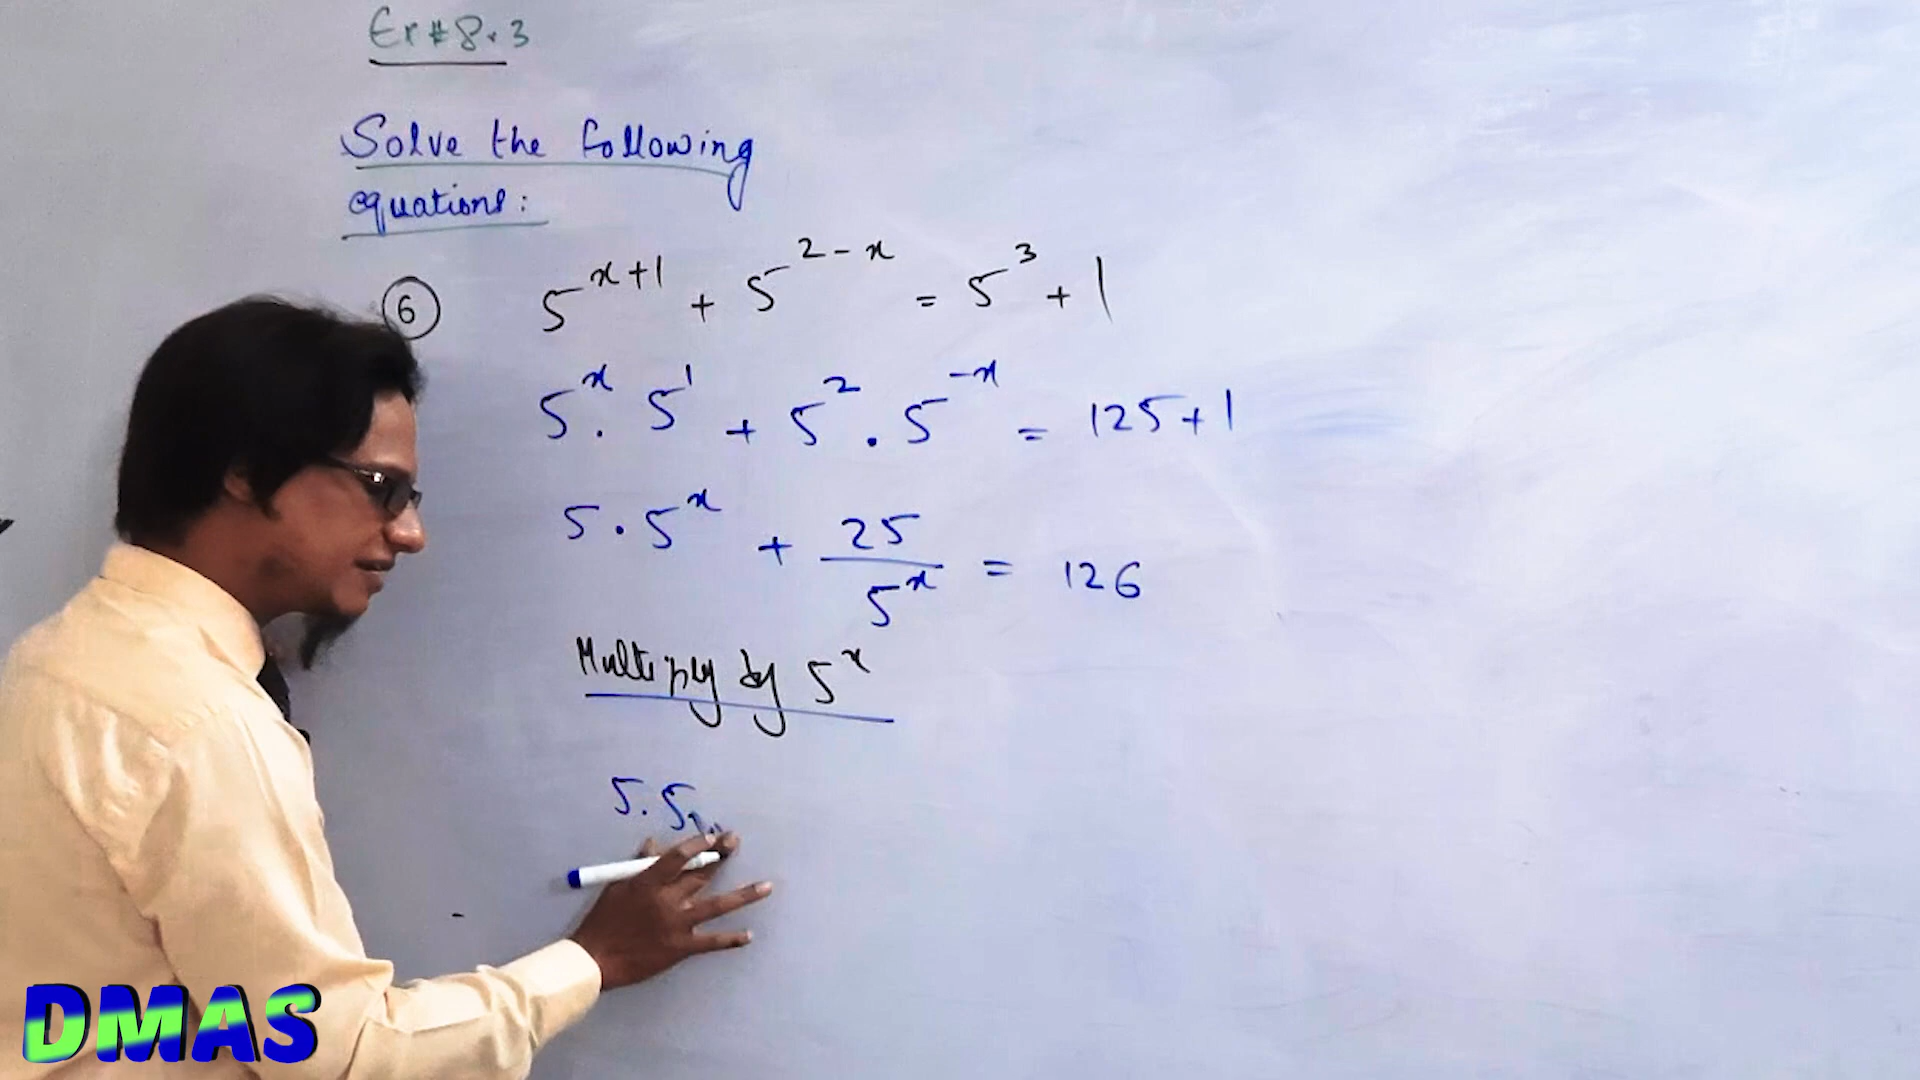 Ex # 8.3
Solve the following
equations:
6 5^{x+1} + 5^{2-x} = 5^3 + 1
5^x . 5^1 + 5^2 . 5^{-x} = 125 + 1
5 . 5^x + 25/5^x = 126
Multiply by 5^x
5. 5
DMAS